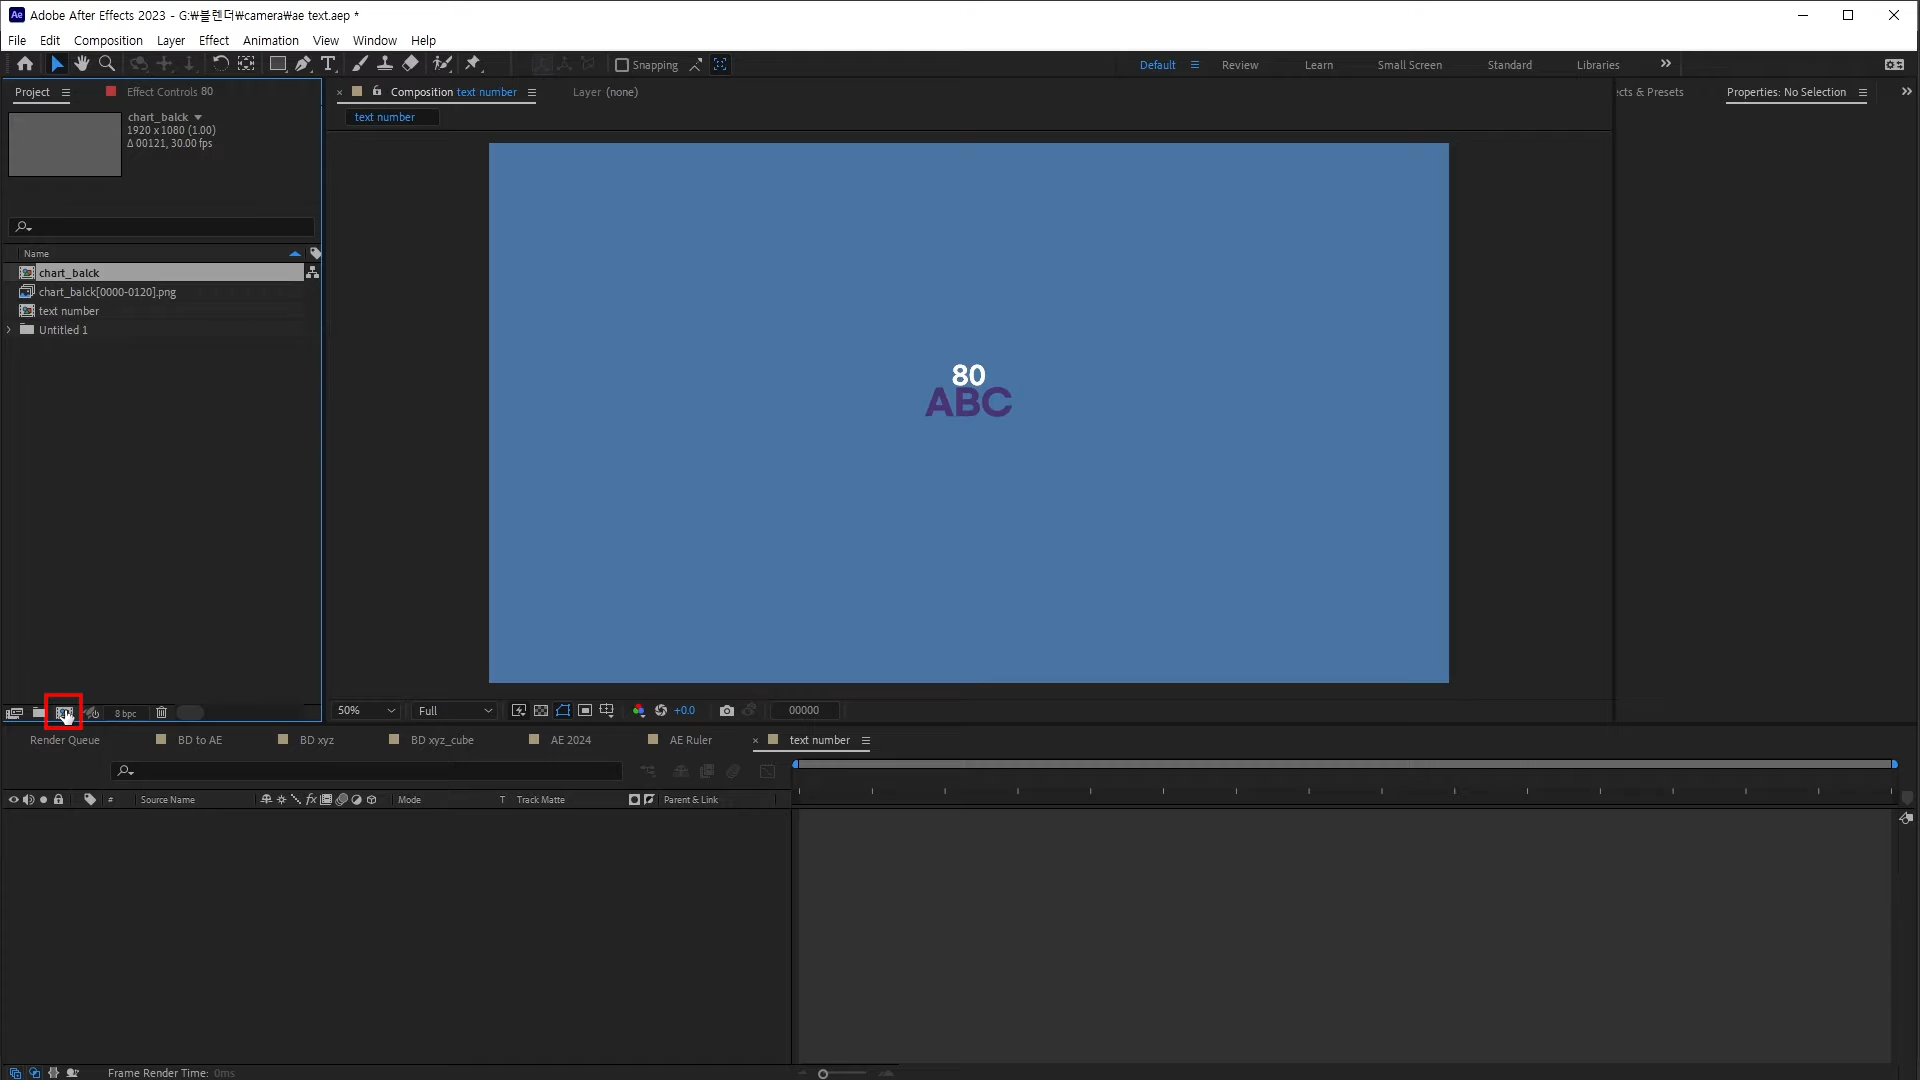 Ae Adobe After Effects 2023 - G:₩블렌더₩camera₩ae text.aep *
File Edit Composition Layer Effect Animation View Window Help
Snapping
Default Review Learn Small Screen Standard Libraries
Project Effect Controls 80
Composition text number Layer (none)
cts & Presets Properties: No Selection
text number
chart_balck
1920 x 1080 (1.00)
Δ 00121, 30.00 fps
Name
chart_balck
chart_balck[0000-0120].png
text number
Untitled 1
80
ABC
8 bpc
50% Full +0.0 00000
Render Queue BD to AE BD xyz BD xyz_cube AE 2024 AE Ruler text number
# Source Name fx Mode T Track Matte Parent & Link
Frame Render Time: 0ms